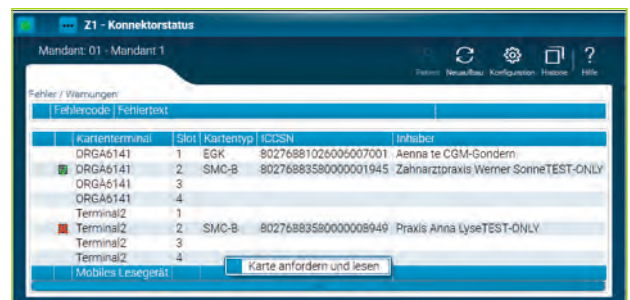 Z1 - Konnektorstatus
Mandant: 01 - Mandant 1
Patient Neuaufbau Konfiguration Historie Hilfe
Fehler / Warnungen
Fehlercode Fehlertext
Kartenterminal Slot Kartentyp ICCSN Inhaber
ORGA6141 1 EGK 80276881026006007001 Aenna te CGM-Gondern
ORGA6141 2 SMC-B 80276883580000001945 Zahnarztpraxis Werner SonneTEST-ONLY
ORGA6141 3
ORGA6141 4
Terminal2 1
Terminal2 2 SMC-B 80276883580000008949 Praxis Anna LyseTEST-ONLY
Terminal2 3
Terminal2 4
Karte anfordern und lesen
Mobiles Lesegerät